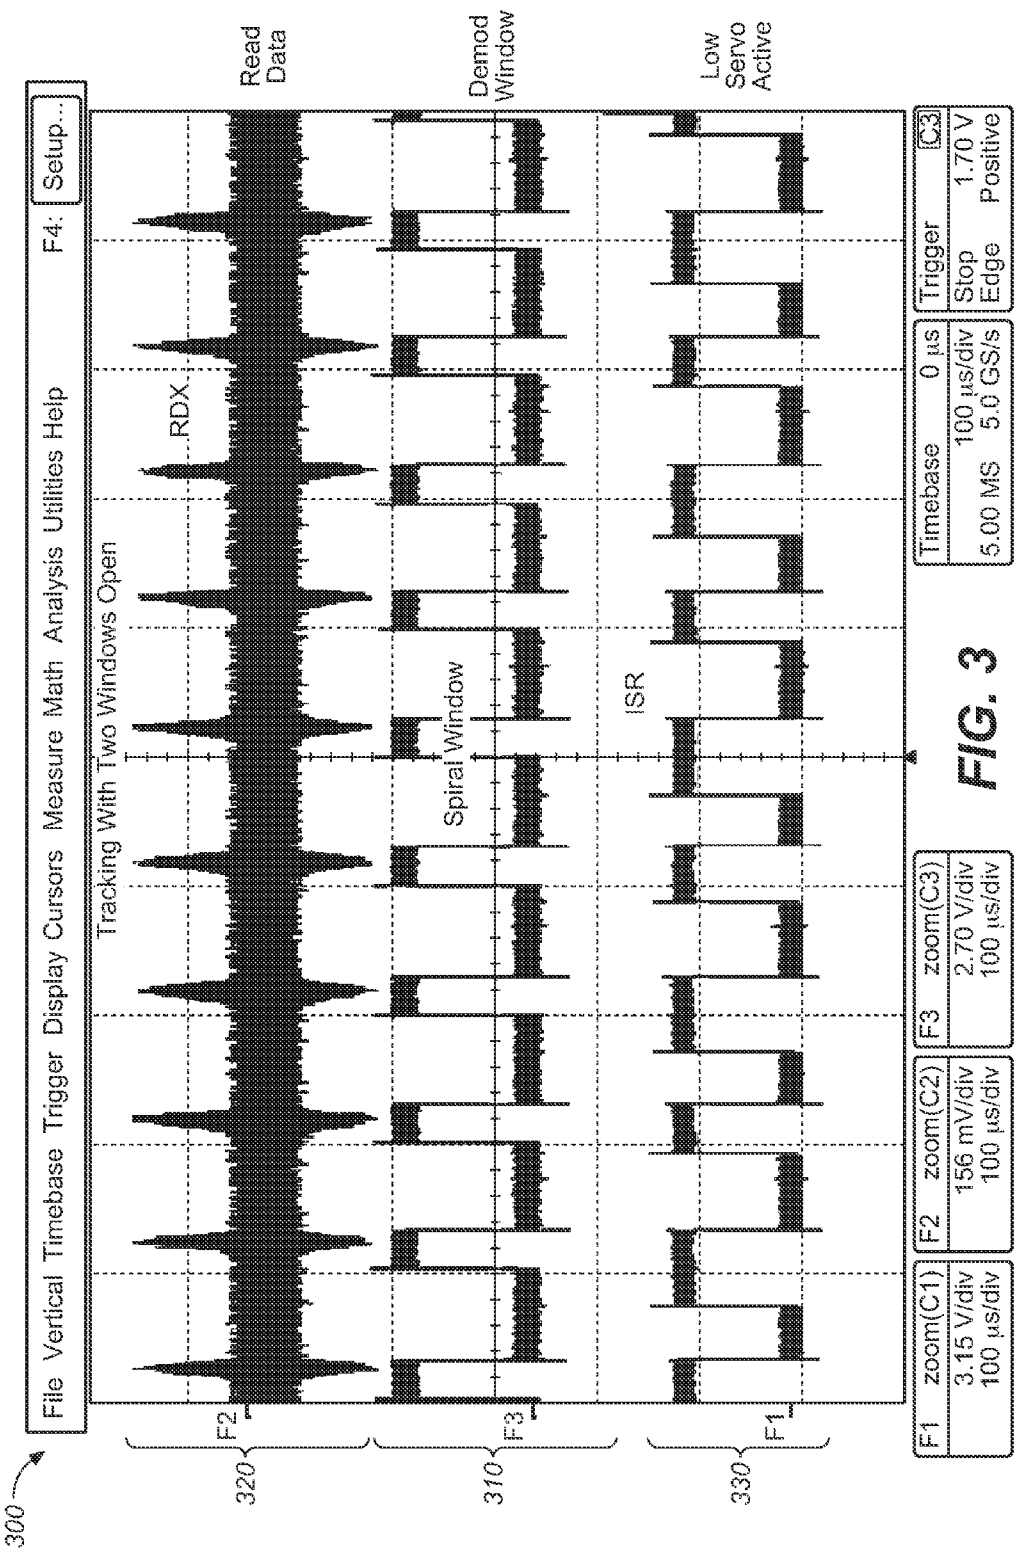 300
File Vertical Timebase Trigger Display Cursors Measure Math Analysis Utilities Help
F4: Setup...
Tracking With Two Windows Open
320
F2
RDX
Read
Data
310
F3
Spiral Window
Demod
Window
330
F1
ISR
Low
Servo
Active
F1 zoom(C1)
3.15 V/div
100 µs/div
F2 zoom(C2)
156 mV/div
100 µs/div
F3 zoom(C3)
2.70 V/div
100 µs/div
Timebase 0 µs
100 µs/div
5.00 MS 5.0 GS/s
Trigger C3
Stop 1.70 V
Edge Positive
FIG. 3